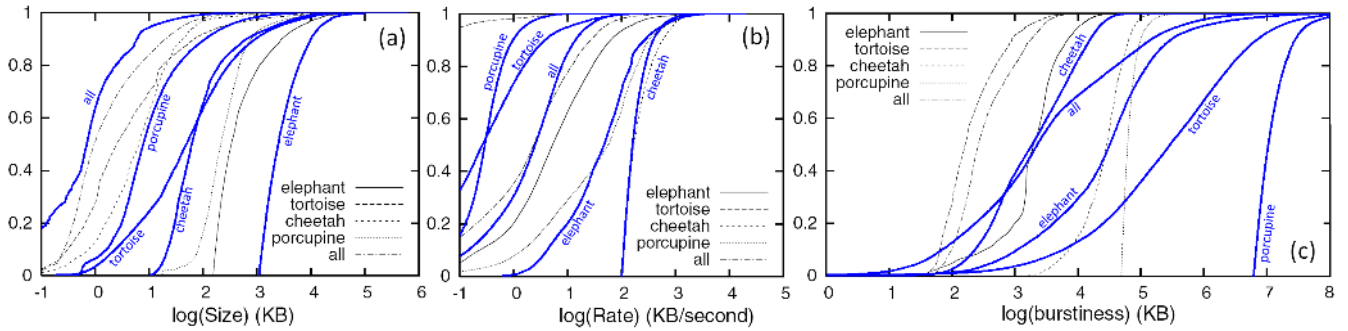 1
0.8
0.6
0.4
0.2
0
-1
0
1
2
3
4
5
6
log(Size) (KB)
(a)
all
porcupine
tortoise
cheetah
elephant
elephant
tortoise
cheetah
porcupine
all
1
0.8
0.6
0.4
0.2
0
-1
0
1
2
3
4
5
log(Rate) (KB/second)
(b)
porcupine
tortoise
all
elephant
cheetah
elephant
tortoise
cheetah
porcupine
all
1
0.8
0.6
0.4
0.2
0
0
1
2
3
4
5
6
7
8
log(burstiness) (KB)
(c)
elephant
tortoise
cheetah
porcupine
all
cheetah
all
elephant
tortoise
porcupine